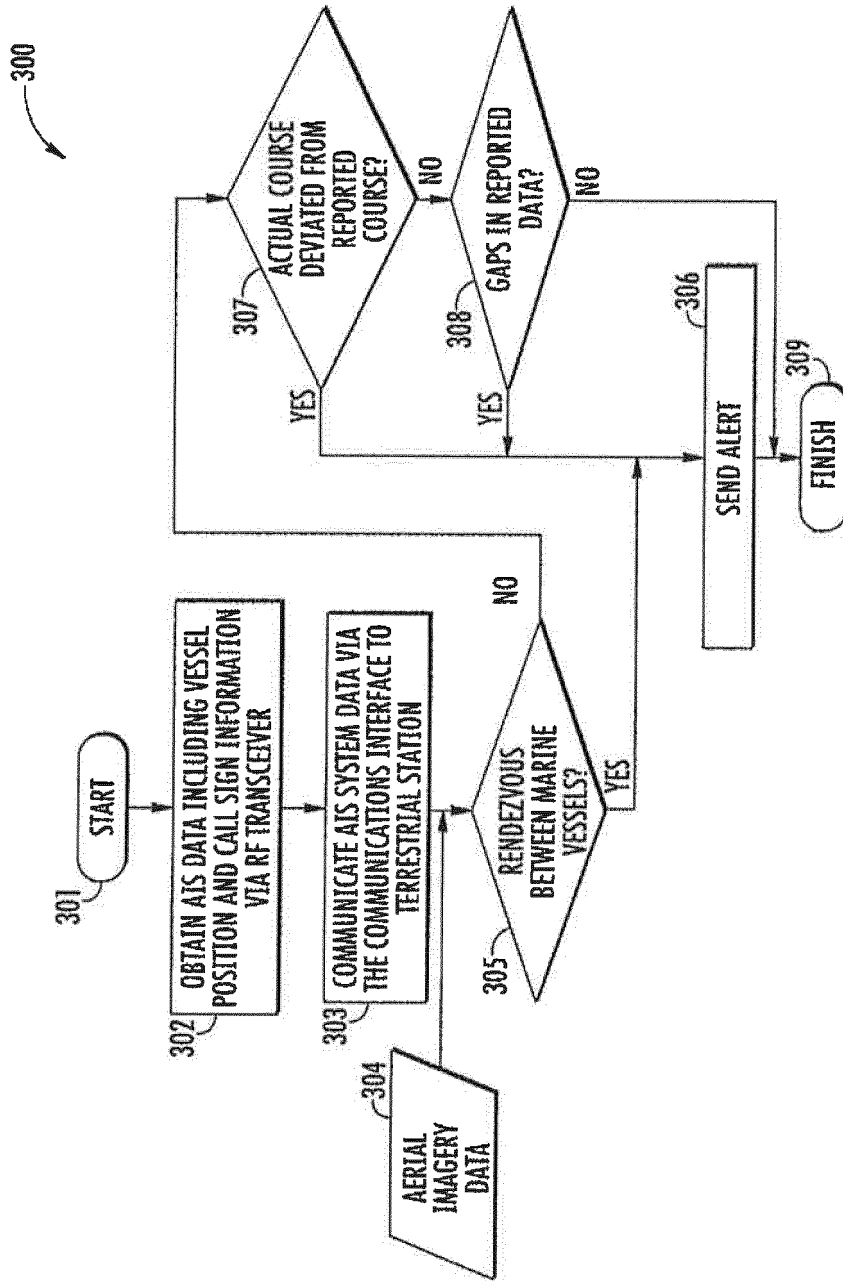 300
START
301
OBTAIN AIS DATA INCLUDING VESSEL
POSITION AND CALL SIGN INFORMATION
VIA RF TRANSCEIVER
302
COMMUNICATE AIS SYSTEM DATA VIA
THE COMMUNICATIONS INTERFACE TO
TERRESTRIAL STATION
303
304
AERIAL
IMAGERY
DATA
RENDEZVOUS
BETWEEN MARINE
VESSELS?
305
NO
YES
ACTUAL COURSE
DEVIATED FROM
REPORTED
COURSE?
307
YES
NO
GAPS IN REPORTED
DATA?
308
YES
NO
SEND ALERT
306
FINISH
309